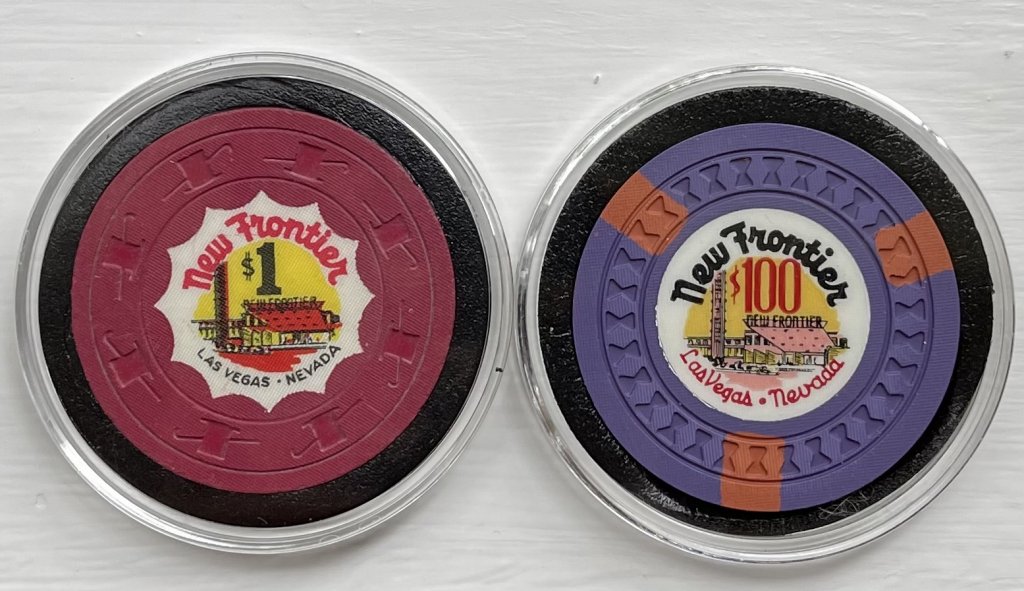 New Frontier
$1
NEW FRONTIER
LAS VEGAS • NEVADA
New Frontier
$100
NEW FRONTIER
Las Vegas • Nevada